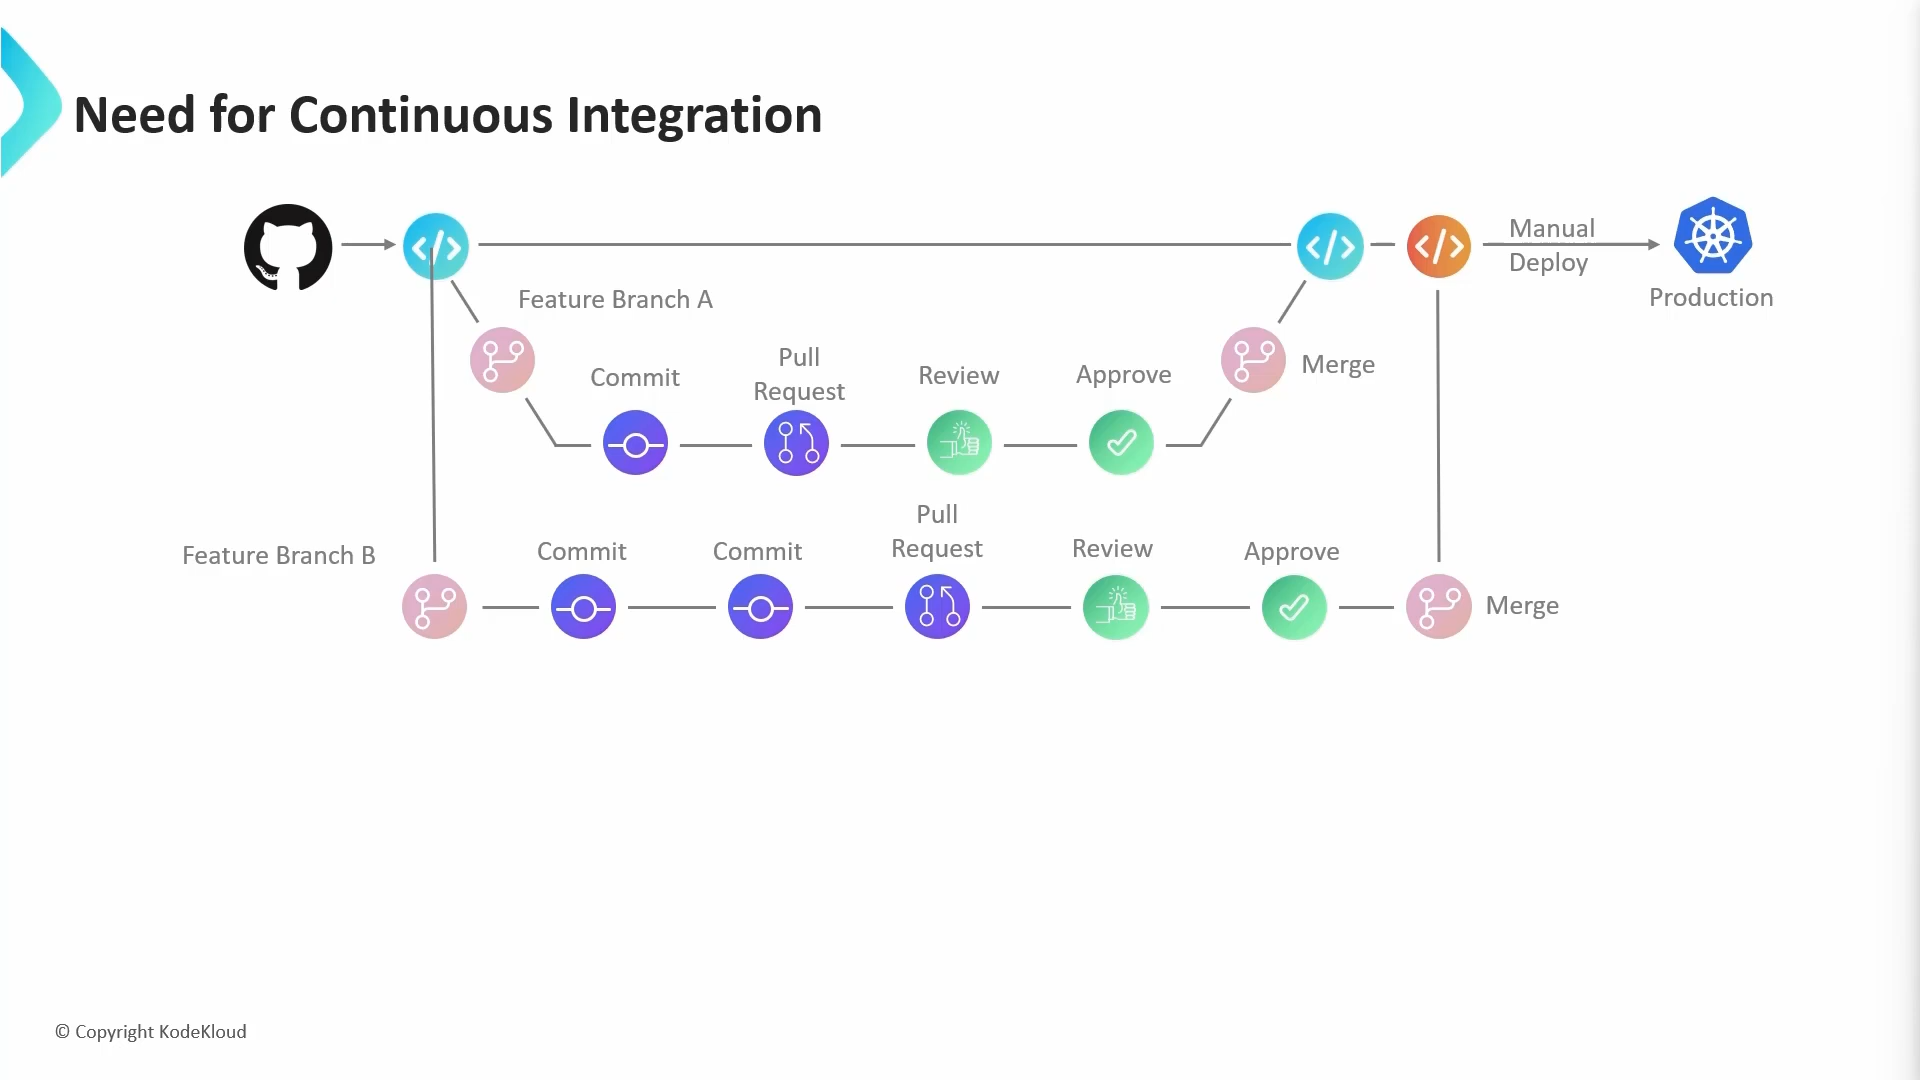 Need for Continuous Integration
Manual
Deploy
Production
Feature Branch A
Commit
Pull
Request
Review
Approve
Merge
Feature Branch B
Commit
Commit
Pull
Request
Review
Approve
Merge
© Copyright KodeKloud